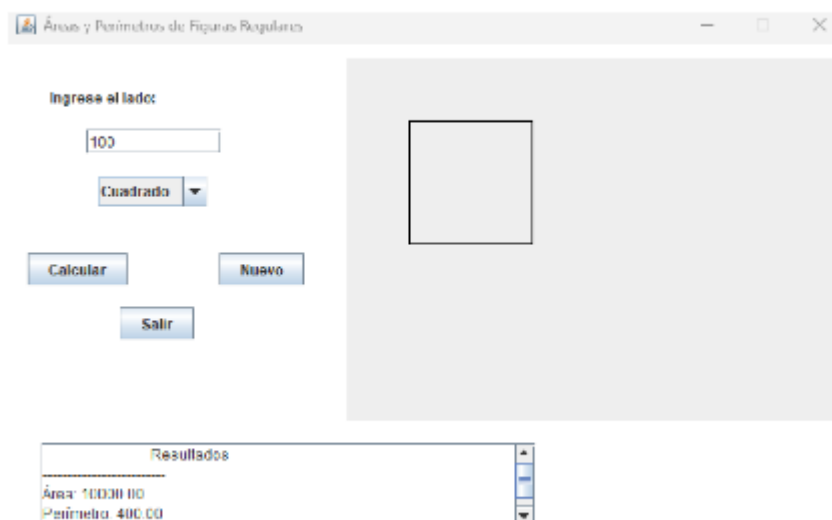 Áreas y Perímetros de Figuras Regulares
Ingrese el lado:
100
Cuadrado
Calcular
Nuevo
Salir
Resultados
--------------------------------
Área: 10000.00
Perímetro: 400.00